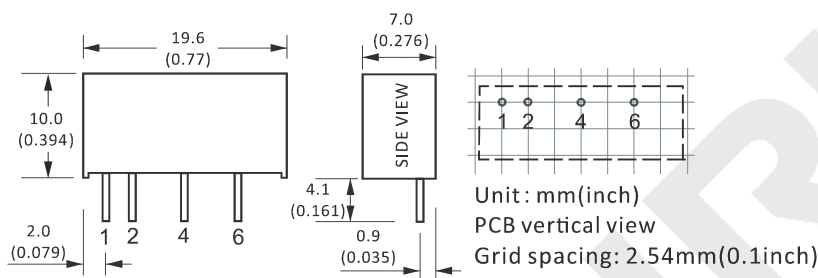 19.6
(0.77)
7.0
(0.276)
10.0
(0.394)
SIDE VIEW
1 2 4 6
4.1
(0.161)
2.0
(0.079)
1 2 4 6
0.9
(0.035)
Unit: mm(inch)
PCB vertical view
Grid spacing: 2.54mm(0.1inch)